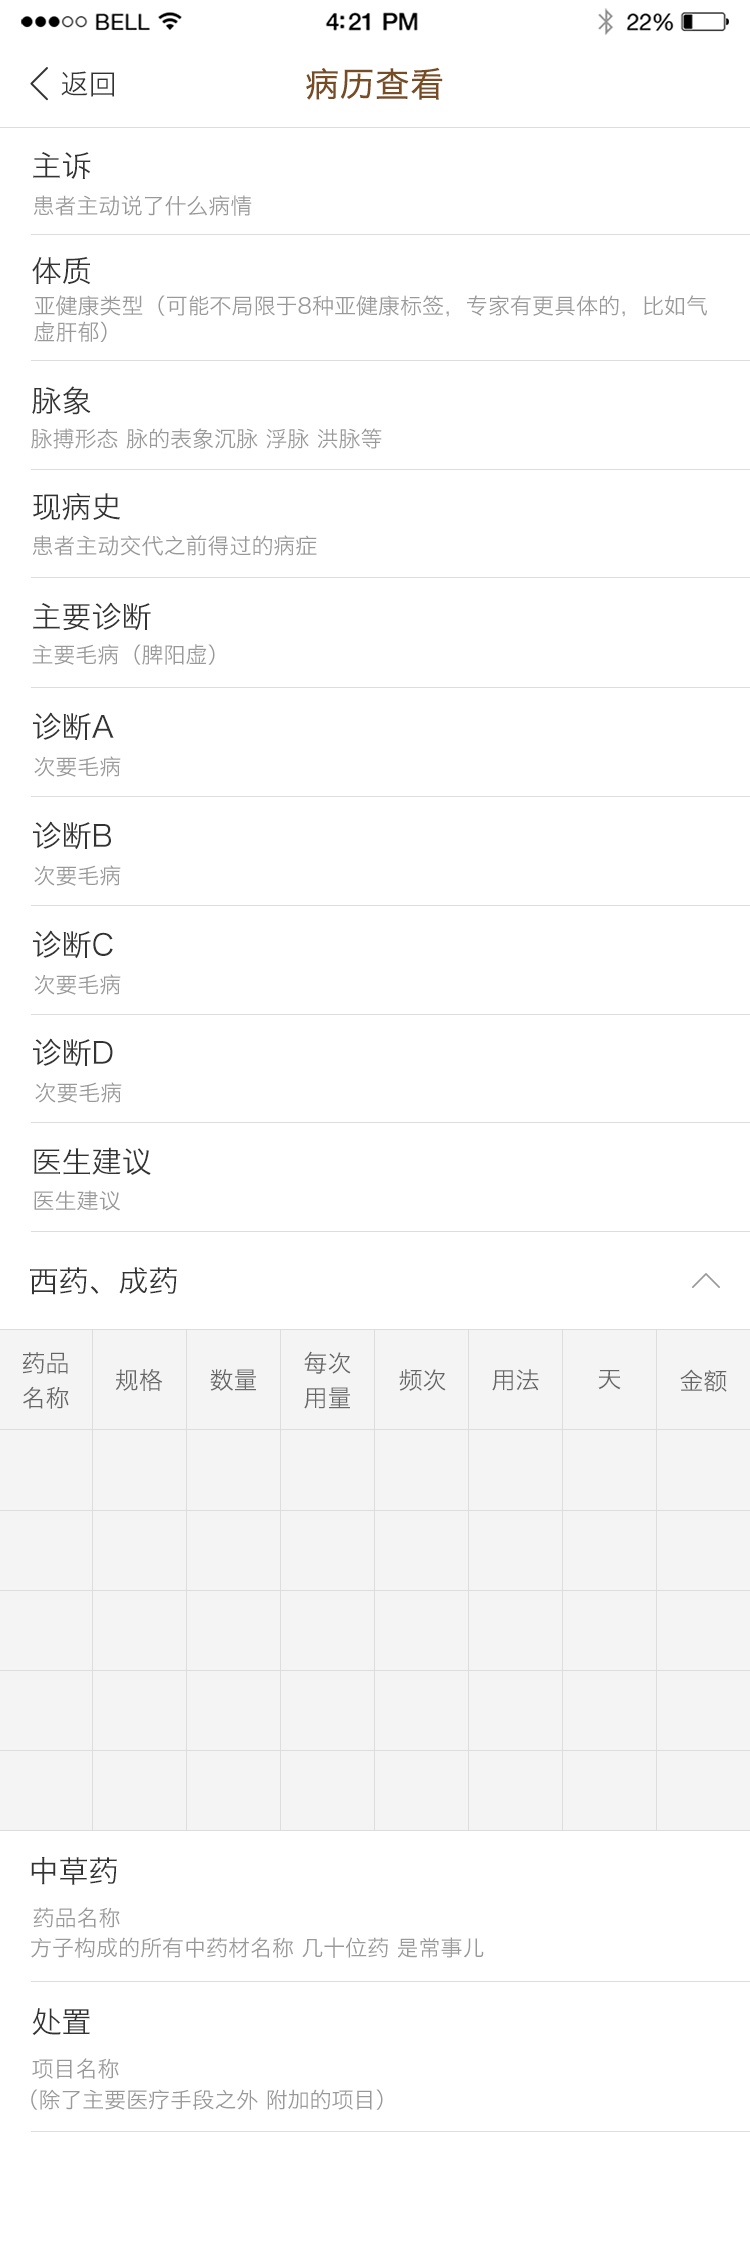 BELL 4:21 PM 22%
返回 病历查看
主诉
患者主动说了什么病情
体质
亚健康类型（可能不局限于8种亚健康标签，专家有更具体的，比如气
虚肝郁）
脉象
脉搏形态 脉的表象沉脉 浮脉 洪脉等
现病史
患者主动交代之前得过的病症
主要诊断
主要毛病（脾阳虚）
诊断A
次要毛病
诊断B
次要毛病
诊断C
次要毛病
诊断D
次要毛病
医生建议
医生建议
西药、成药
药品名称 规格 数量 每次用量 频次 用法 天 金额
中草药
药品名称
方子构成的所有中药材名称 几十位药 是常事儿
处置
项目名称
（除了主要医疗手段之外 附加的项目）